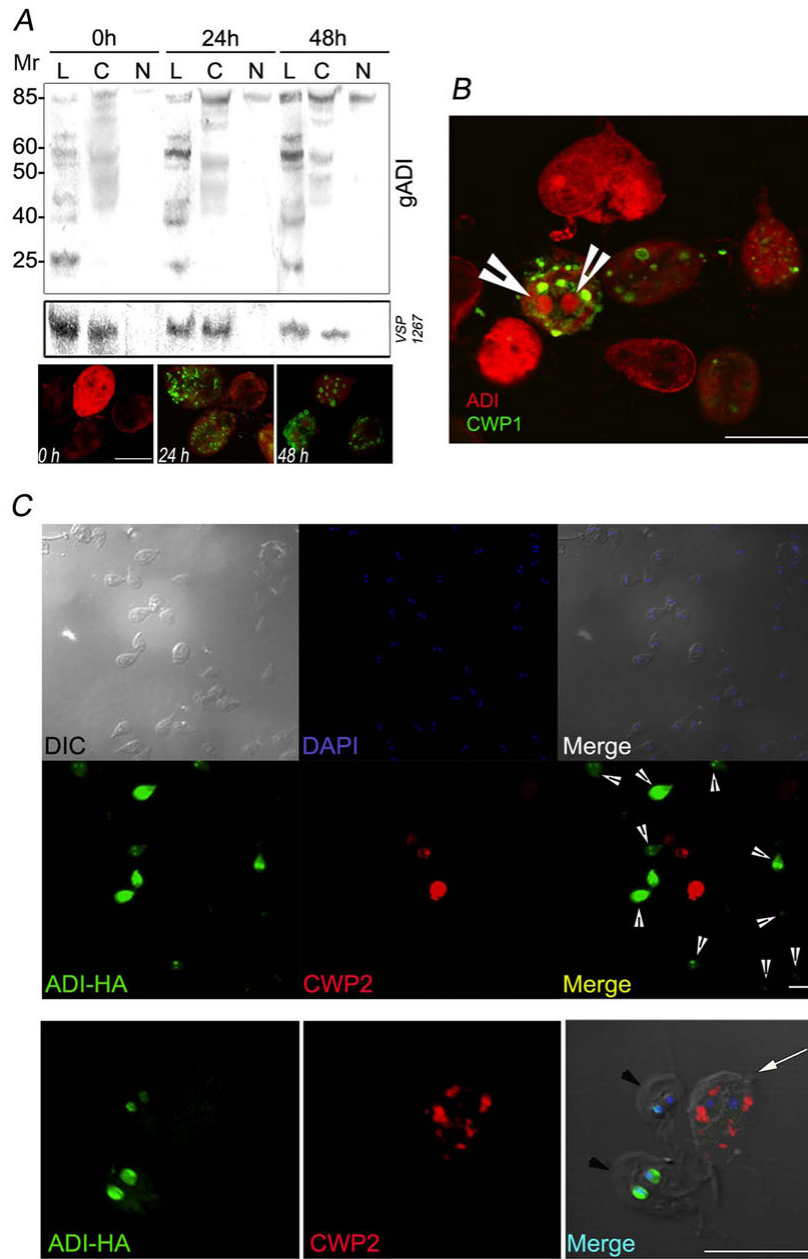 A
0h 24h 48h
Mr L C N L C N L C N
85
60
50
40
25
gADI
VSP
1267
0 h 24 h 48 h
B
ADI
CWP1
C
DIC DAPI Merge
ADI-HA CWP2 Merge
ADI-HA CWP2 Merge